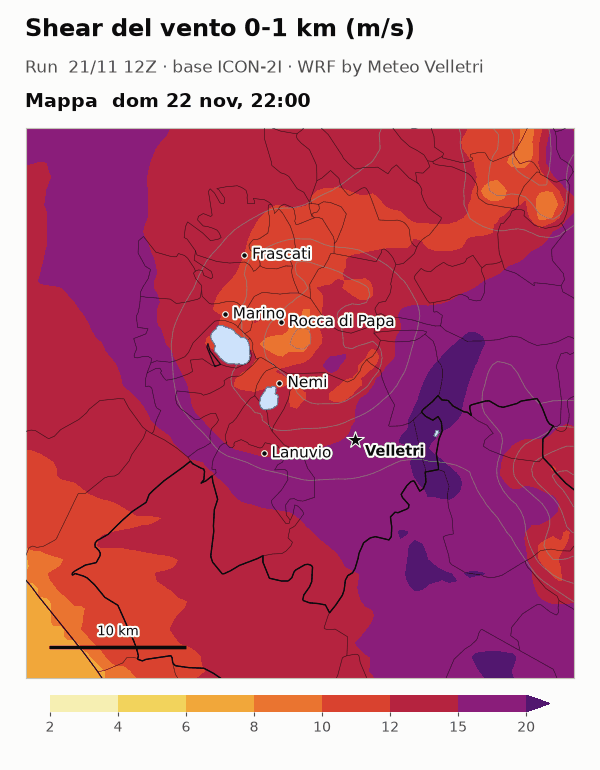 Shear del vento 0-1 km (m/s)
Run  21/11 12Z · base ICON-2I · WRF by Meteo Velletri
Mappa  dom 22 nov, 22:00
Frascati
Marino
Rocca di Papa
Nemi
Velletri
Lanuvio
10 km
2 4 6 8 10 12 15 20